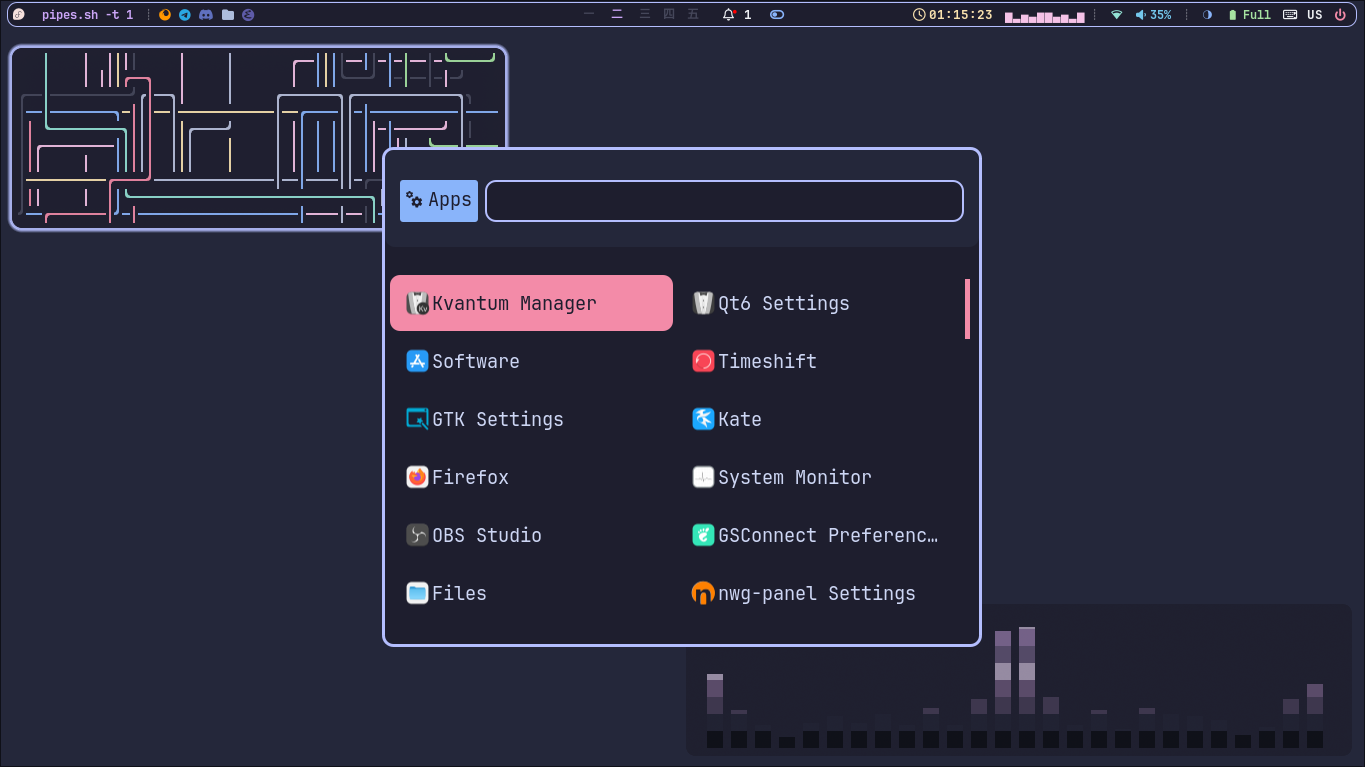 pipes.sh -t 1
一 二 三 四 五
1
01:15:23
35%
Full
US
Apps
Kvantum Manager
Qt6 Settings
Software
Timeshift
GTK Settings
Kate
Firefox
System Monitor
OBS Studio
GSConnect Preferenc…
Files
nwg-panel Settings